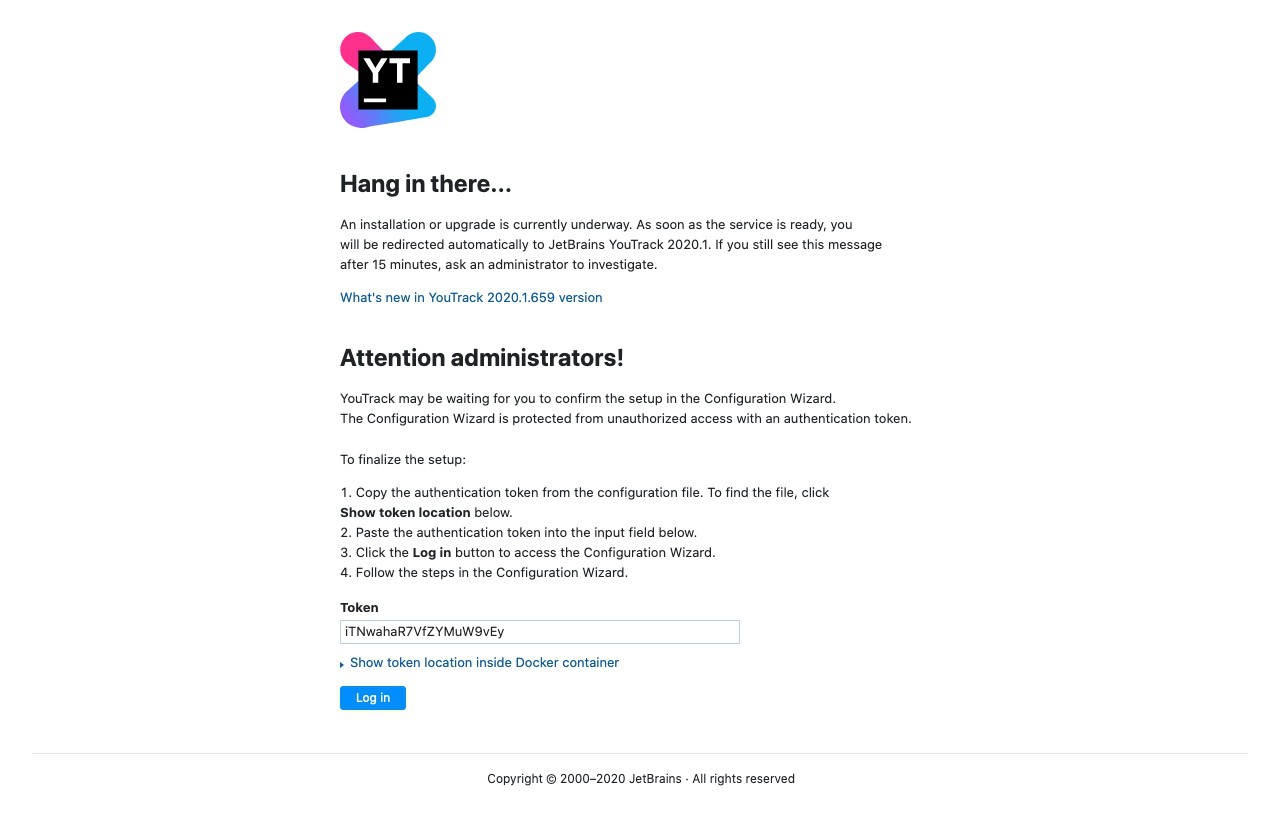 YT
Hang in there...
An installation or upgrade is currently underway. As soon as the service is ready, you
will be redirected automatically to JetBrains YouTrack 2020.1. If you still see this message
after 15 minutes, ask an administrator to investigate.
What's new in YouTrack 2020.1.659 version
Attention administrators!
YouTrack may be waiting for you to confirm the setup in the Configuration Wizard.
The Configuration Wizard is protected from unauthorized access with an authentication token.
To finalize the setup:
1. Copy the authentication token from the configuration file. To find the file, click
Show token location below.
2. Paste the authentication token into the input field below.
3. Click the Log in button to access the Configuration Wizard.
4. Follow the steps in the Configuration Wizard.
Token
iTNwahaR7VfZYMuW9vEy
Show token location inside Docker container
Log in
Copyright © 2000–2020 JetBrains · All rights reserved